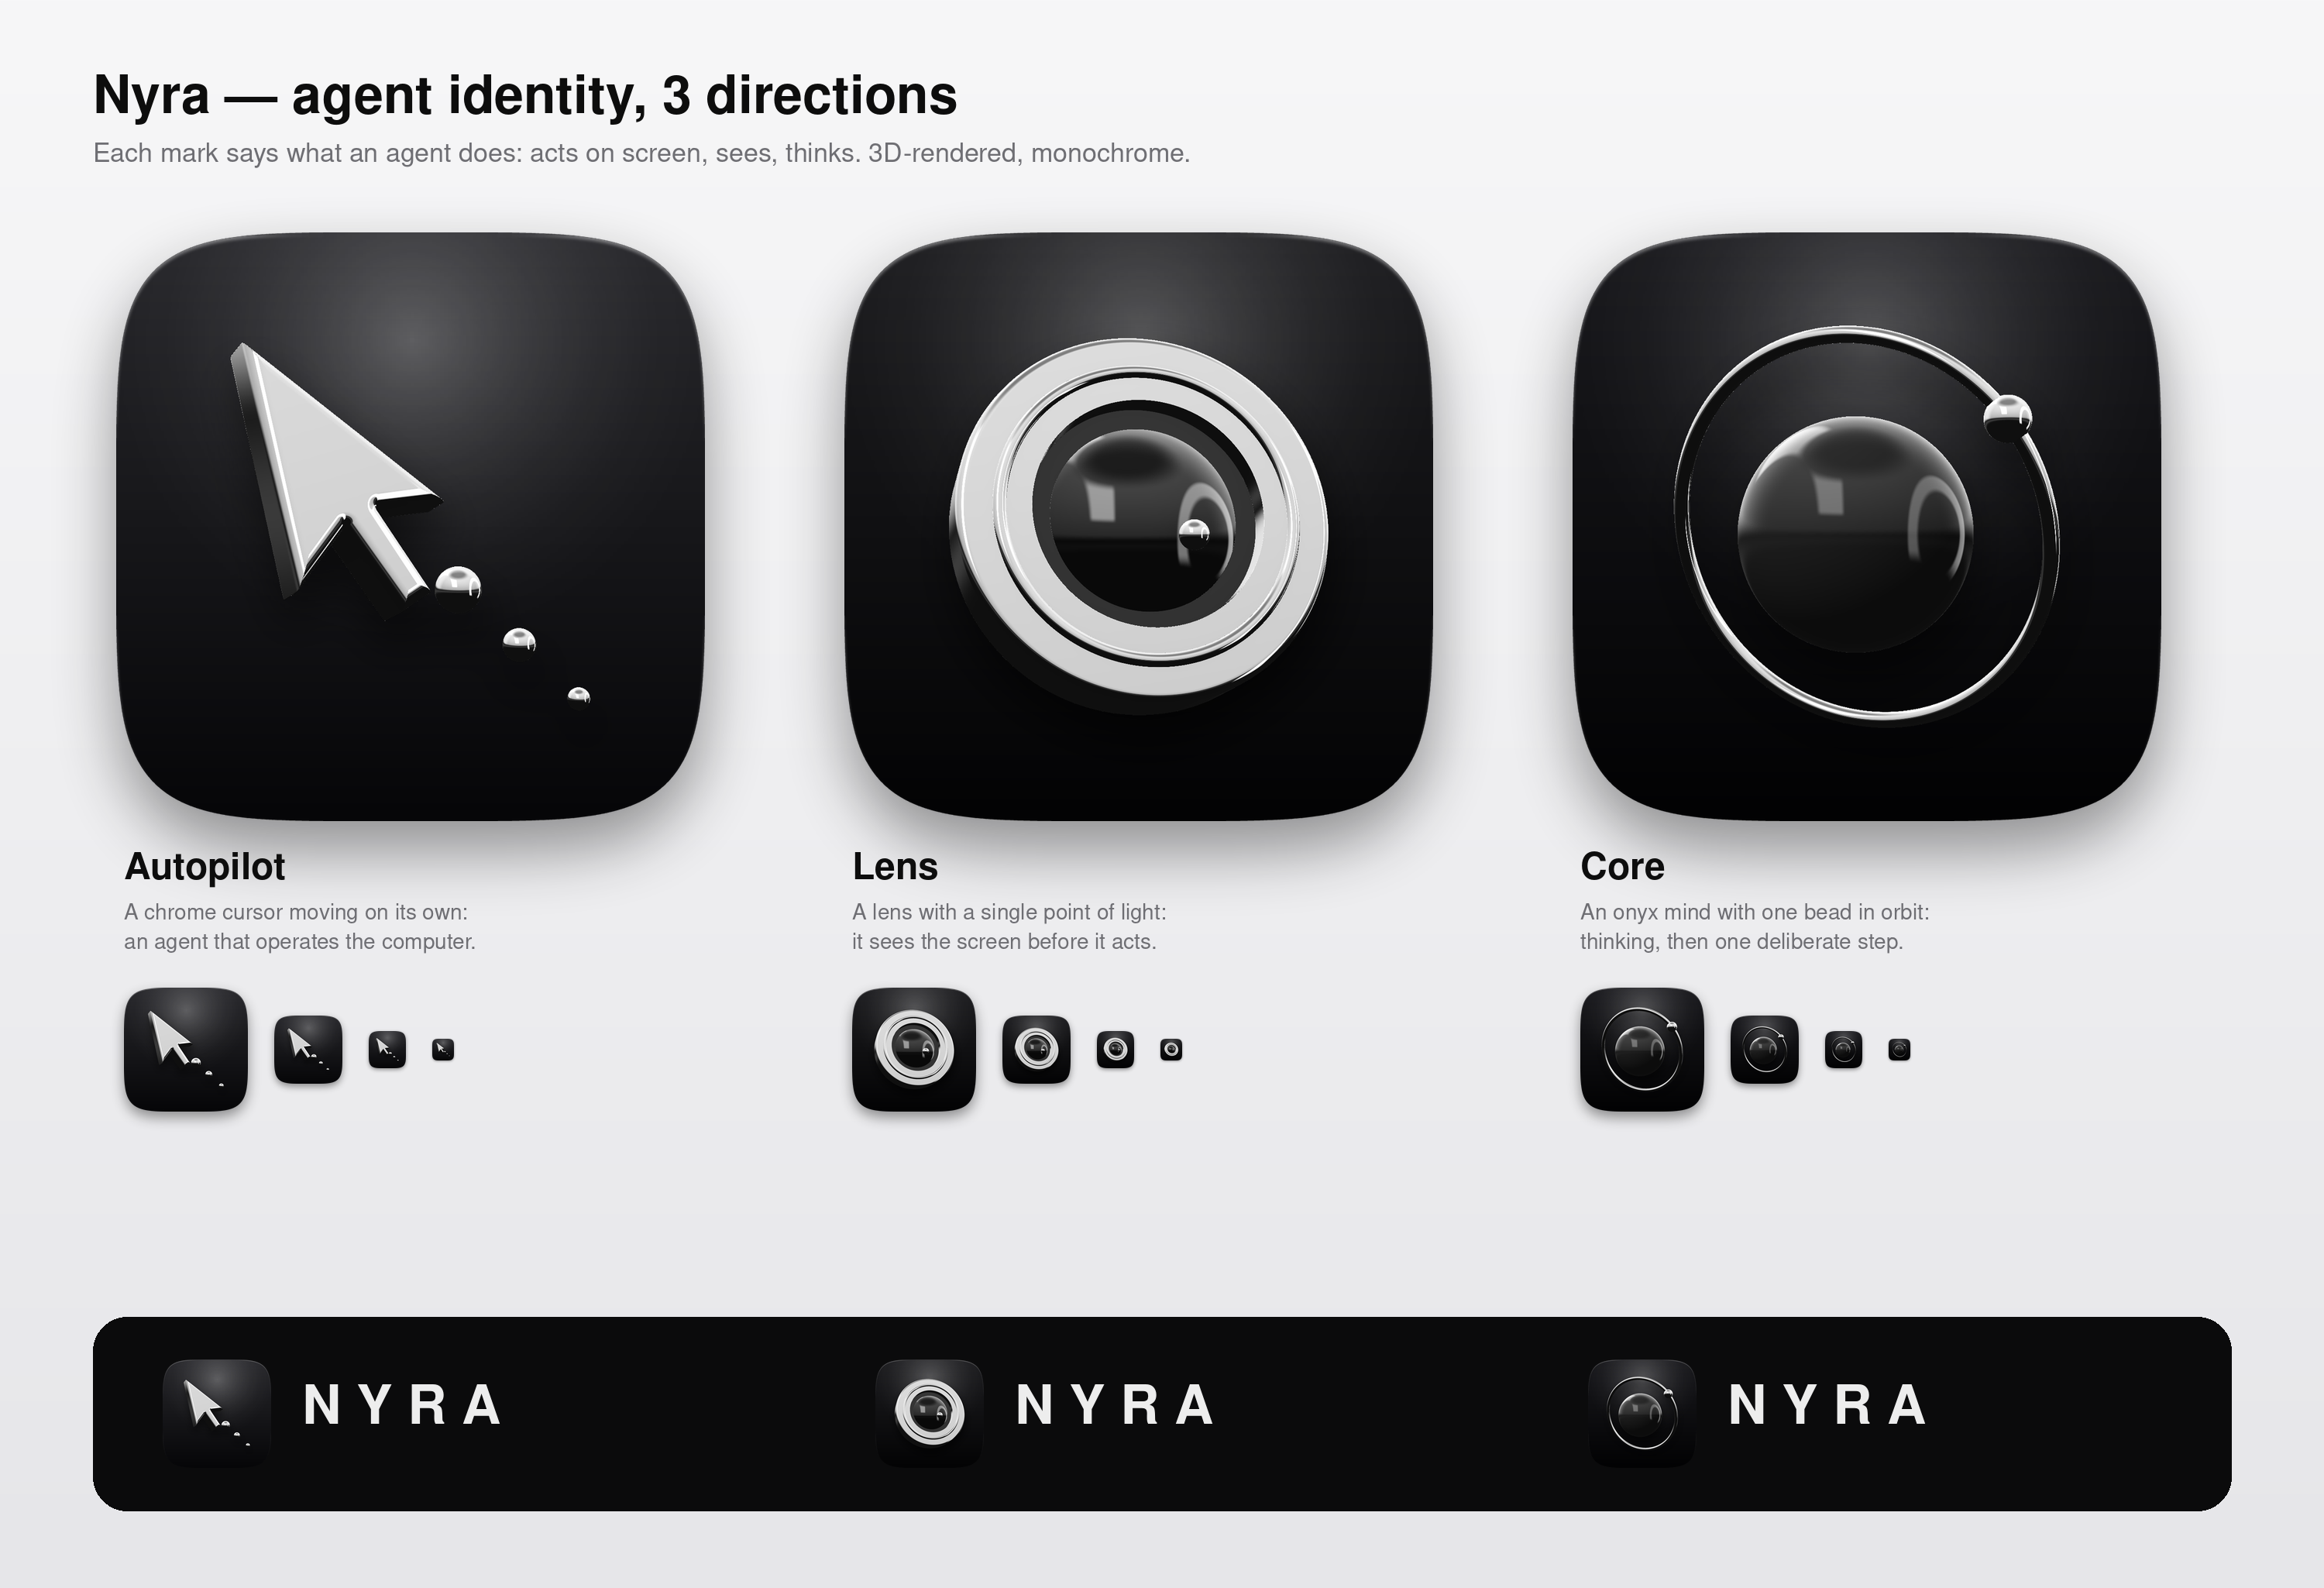 Nyra — agent identity, 3 directions
Each mark says what an agent does: acts on screen, sees, thinks. 3D-rendered, monochrome.
Autopilot
A chrome cursor moving on its own:
an agent that operates the computer.
Lens
A lens with a single point of light:
it sees the screen before it acts.
Core
An onyx mind with one bead in orbit:
thinking, then one deliberate step.
NYRA
NYRA
NYRA